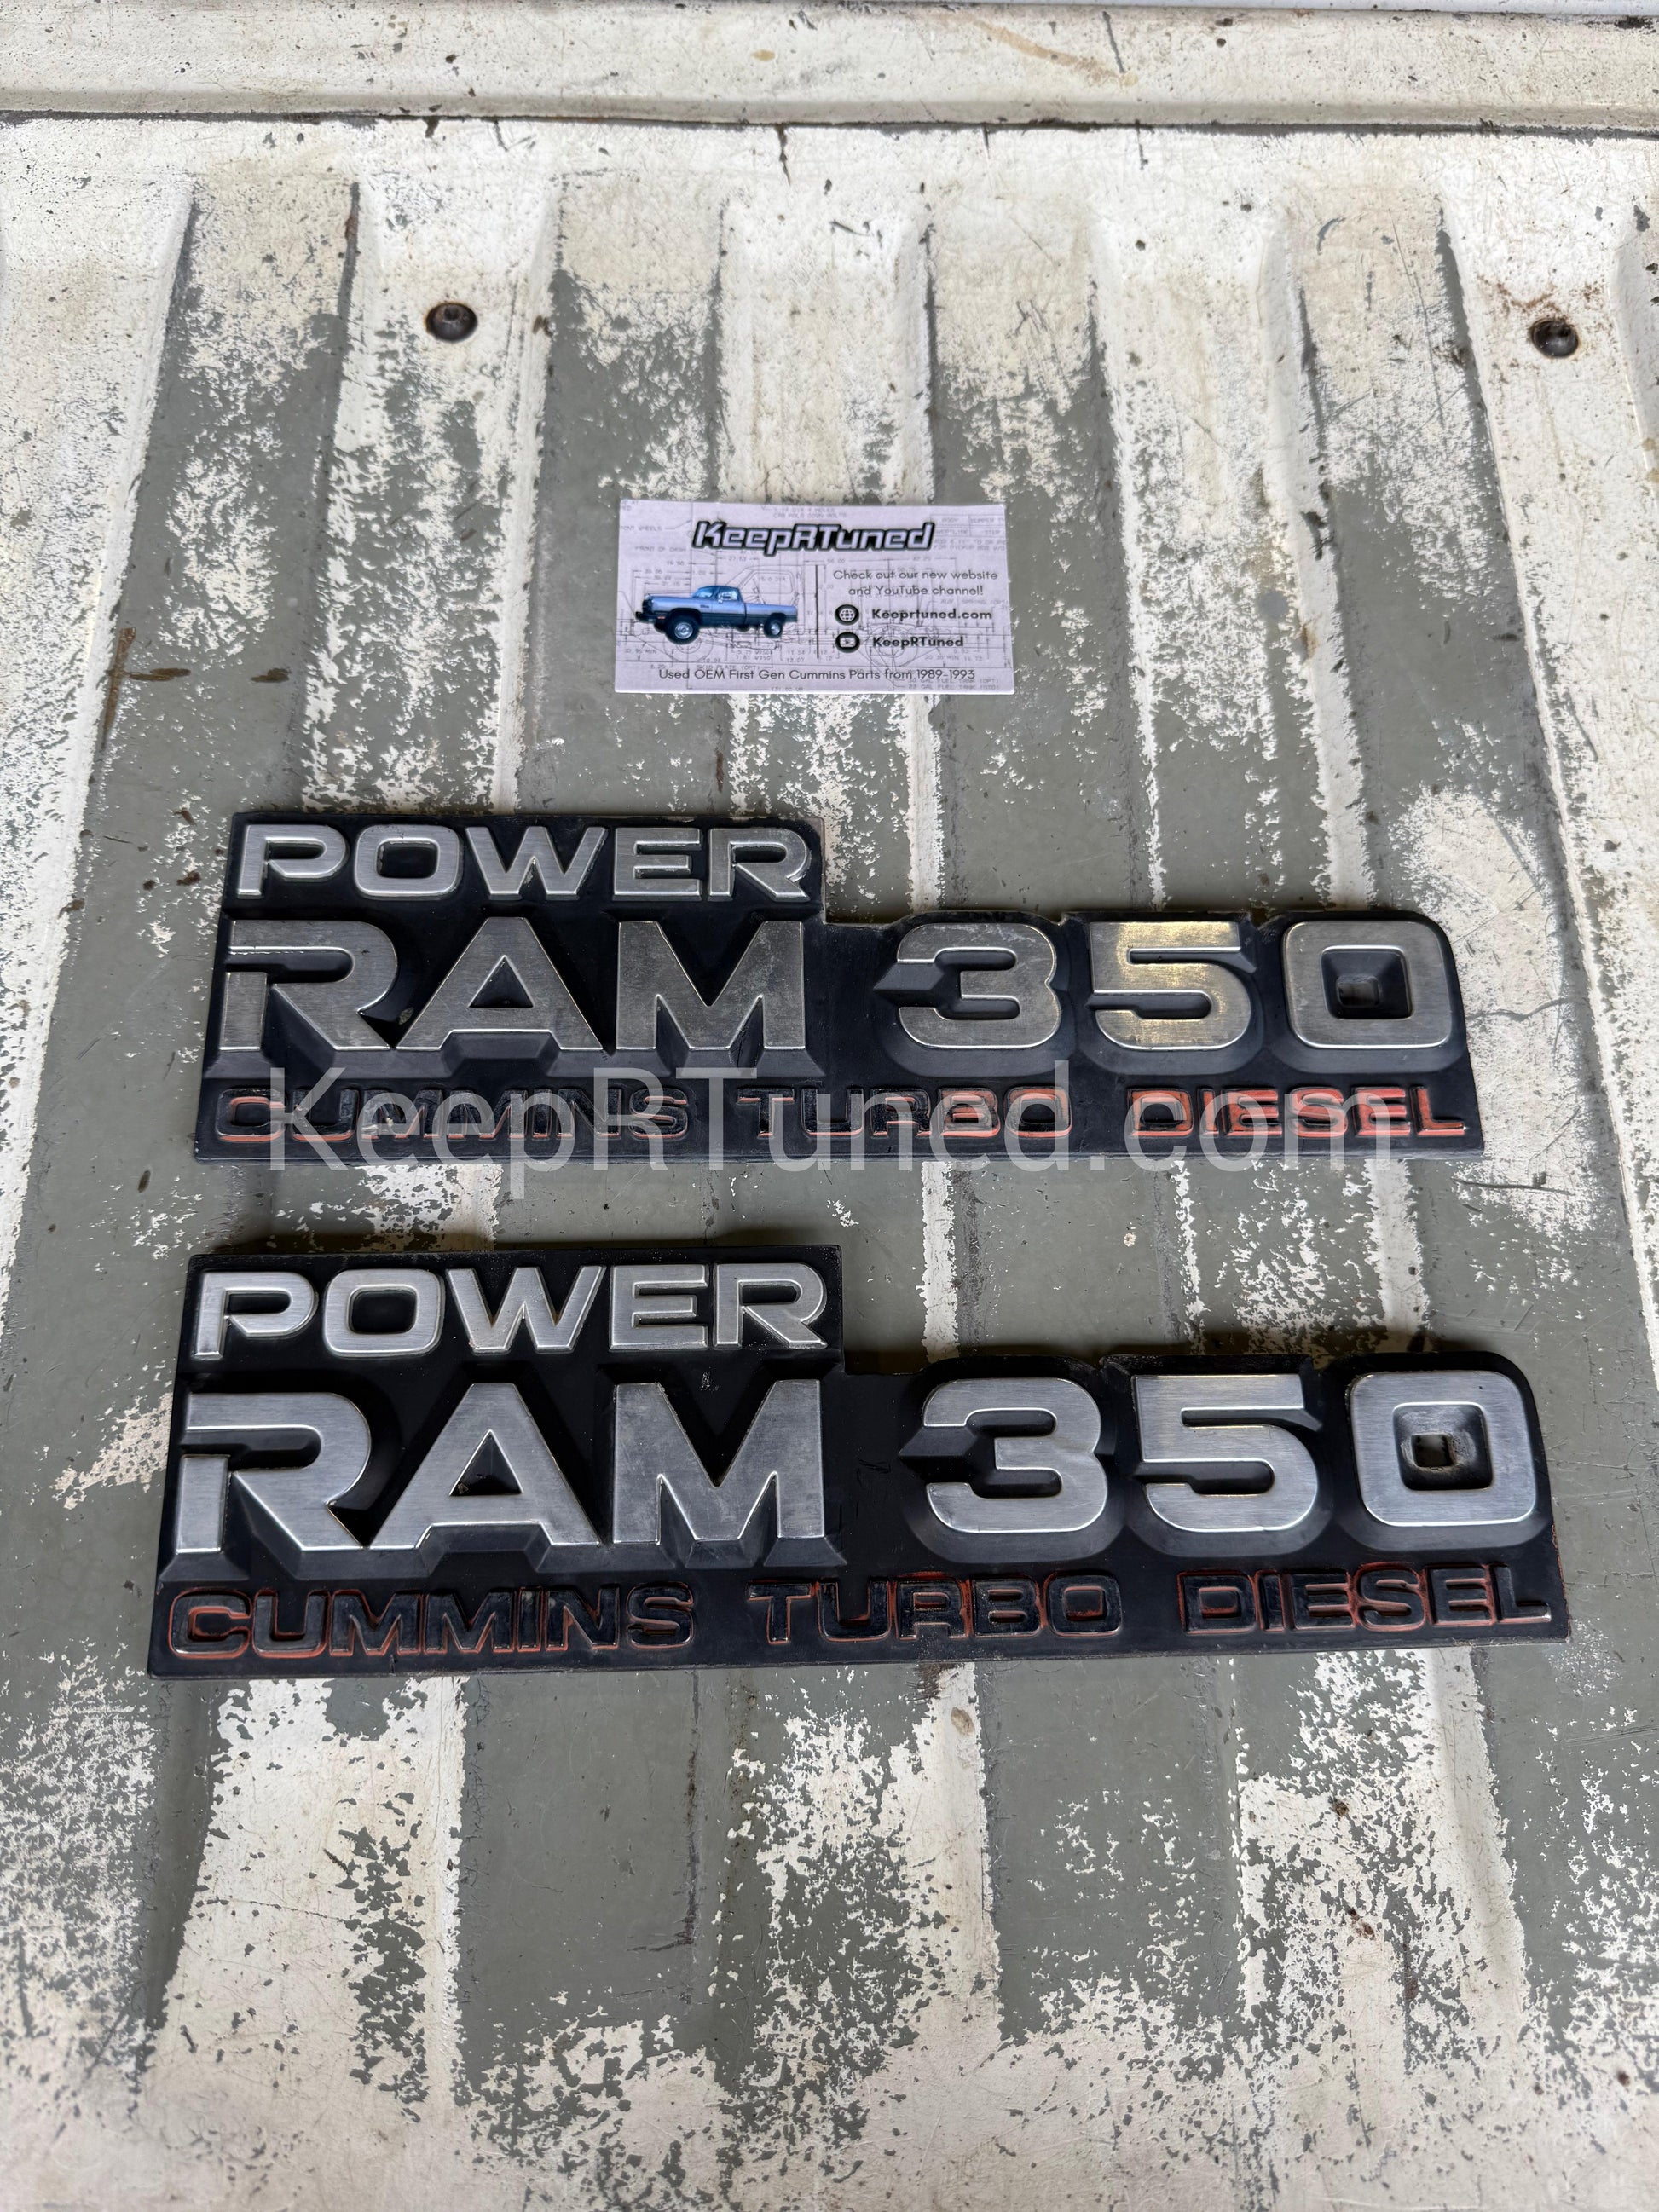 KeepRTuned
Check out our new website
and YouTube channel!
Keeprtuned.com
KeepRTuned
Used OEM First Gen Cummins Parts from 1989-1993
POWER
RAM 350
CUMMINS TURBO DIESEL
KeepRTuned.com
POWER
RAM 350
CUMMINS TURBO DIESEL